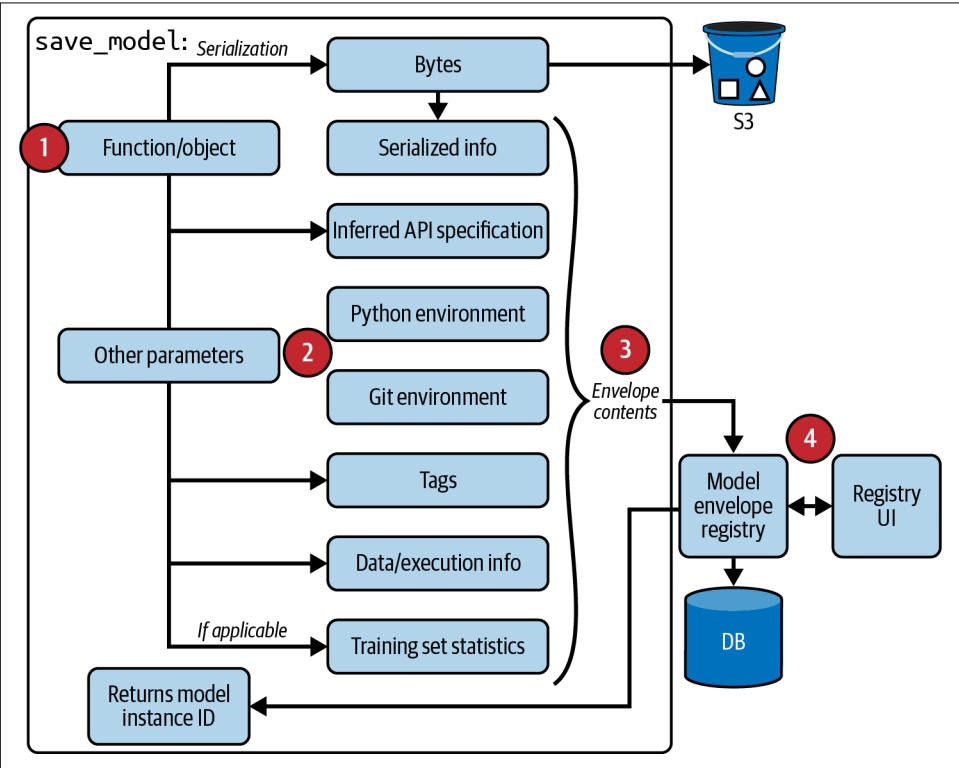 save_model:
Serialization
Bytes
S3
1
Function/object
Serialized info
Inferred API specification
Python environment
Other parameters
2
3
Git environment
Envelope
contents
4
Tags
Model
envelope
registry
Registry
UI
Data/execution info
If applicable
Training set statistics
DB
Returns model
instance ID